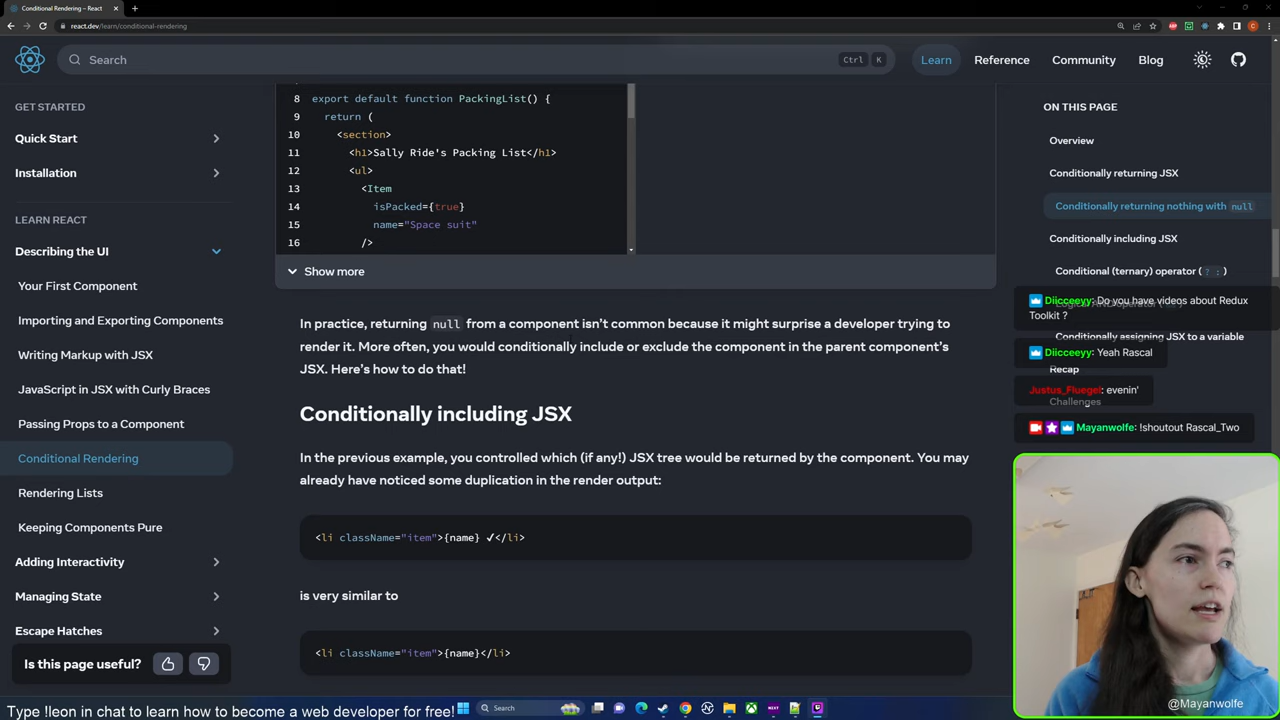 Conditional Rendering – React
react.dev/learn/conditional-rendering
Search
Ctrl K
Learn
Reference
Community
Blog
GET STARTED
Quick Start
Installation
LEARN REACT
Describing the UI
Your First Component
Importing and Exporting Components
Writing Markup with JSX
JavaScript in JSX with Curly Braces
Passing Props to a Component
Conditional Rendering
Rendering Lists
Keeping Components Pure
Adding Interactivity
Managing State
Escape Hatches
Is this page useful?
8 export default function PackingList() {
9 return (
10 <section>
11 <h1>Sally Ride's Packing List</h1>
12 <ul>
13 <Item
14 isPacked={true}
15 name="Space suit"
16 />
Show more
In practice, returning null from a component isn't common because it might surprise a developer trying to
render it. More often, you would conditionally include or exclude the component in the parent component's
JSX. Here's how to do that!
Conditionally including JSX
In the previous example, you controlled which (if any!) JSX tree would be returned by the component. You may
already have noticed some duplication in the render output:
<li className="item">{name} ✓</li>
is very similar to
<li className="item">{name}</li>
ON THIS PAGE
Overview
Conditionally returning JSX
Conditionally returning nothing with null
Conditionally including JSX
Conditional (ternary) operator ( ? : )
Diicceeyy: Do you have videos about Redux
Toolkit ?
Conditionally assigning JSX to a variable
Diicceeyy: Yeah Rascal
Recap
Justus_Fluegel: evenin'
Challenges
Mayanwolfe: !shoutout Rascal_Two
@Mayanwolfe
Type !leon in chat to learn how to become a web developer for free!
Search